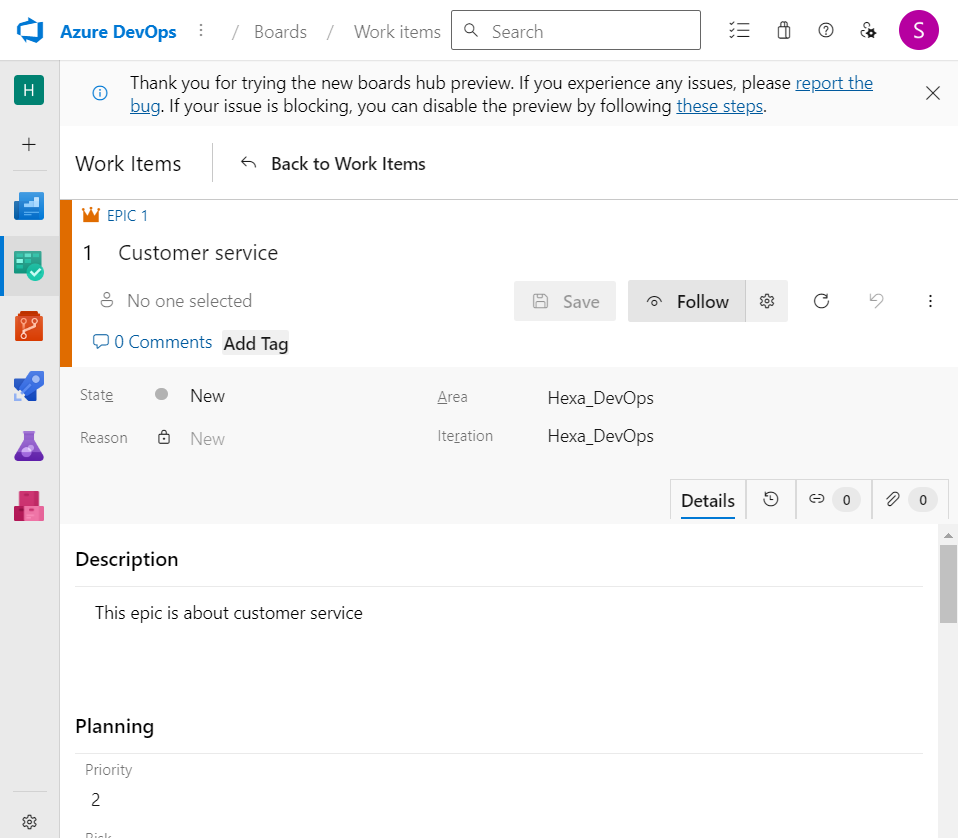 Azure DevOps / Boards / Work items Search S
H
Thank you for trying the new boards hub preview. If you experience any issues, please report the
bug. If your issue is blocking, you can disable the preview by following these steps.
Work Items Back to Work Items
EPIC 1
1 Customer service
No one selected Save Follow
0 Comments Add Tag
State New Area Hexa_DevOps
Reason New Iteration Hexa_DevOps
Details 0 0
Description
This epic is about customer service
Planning
Priority
2
Risk